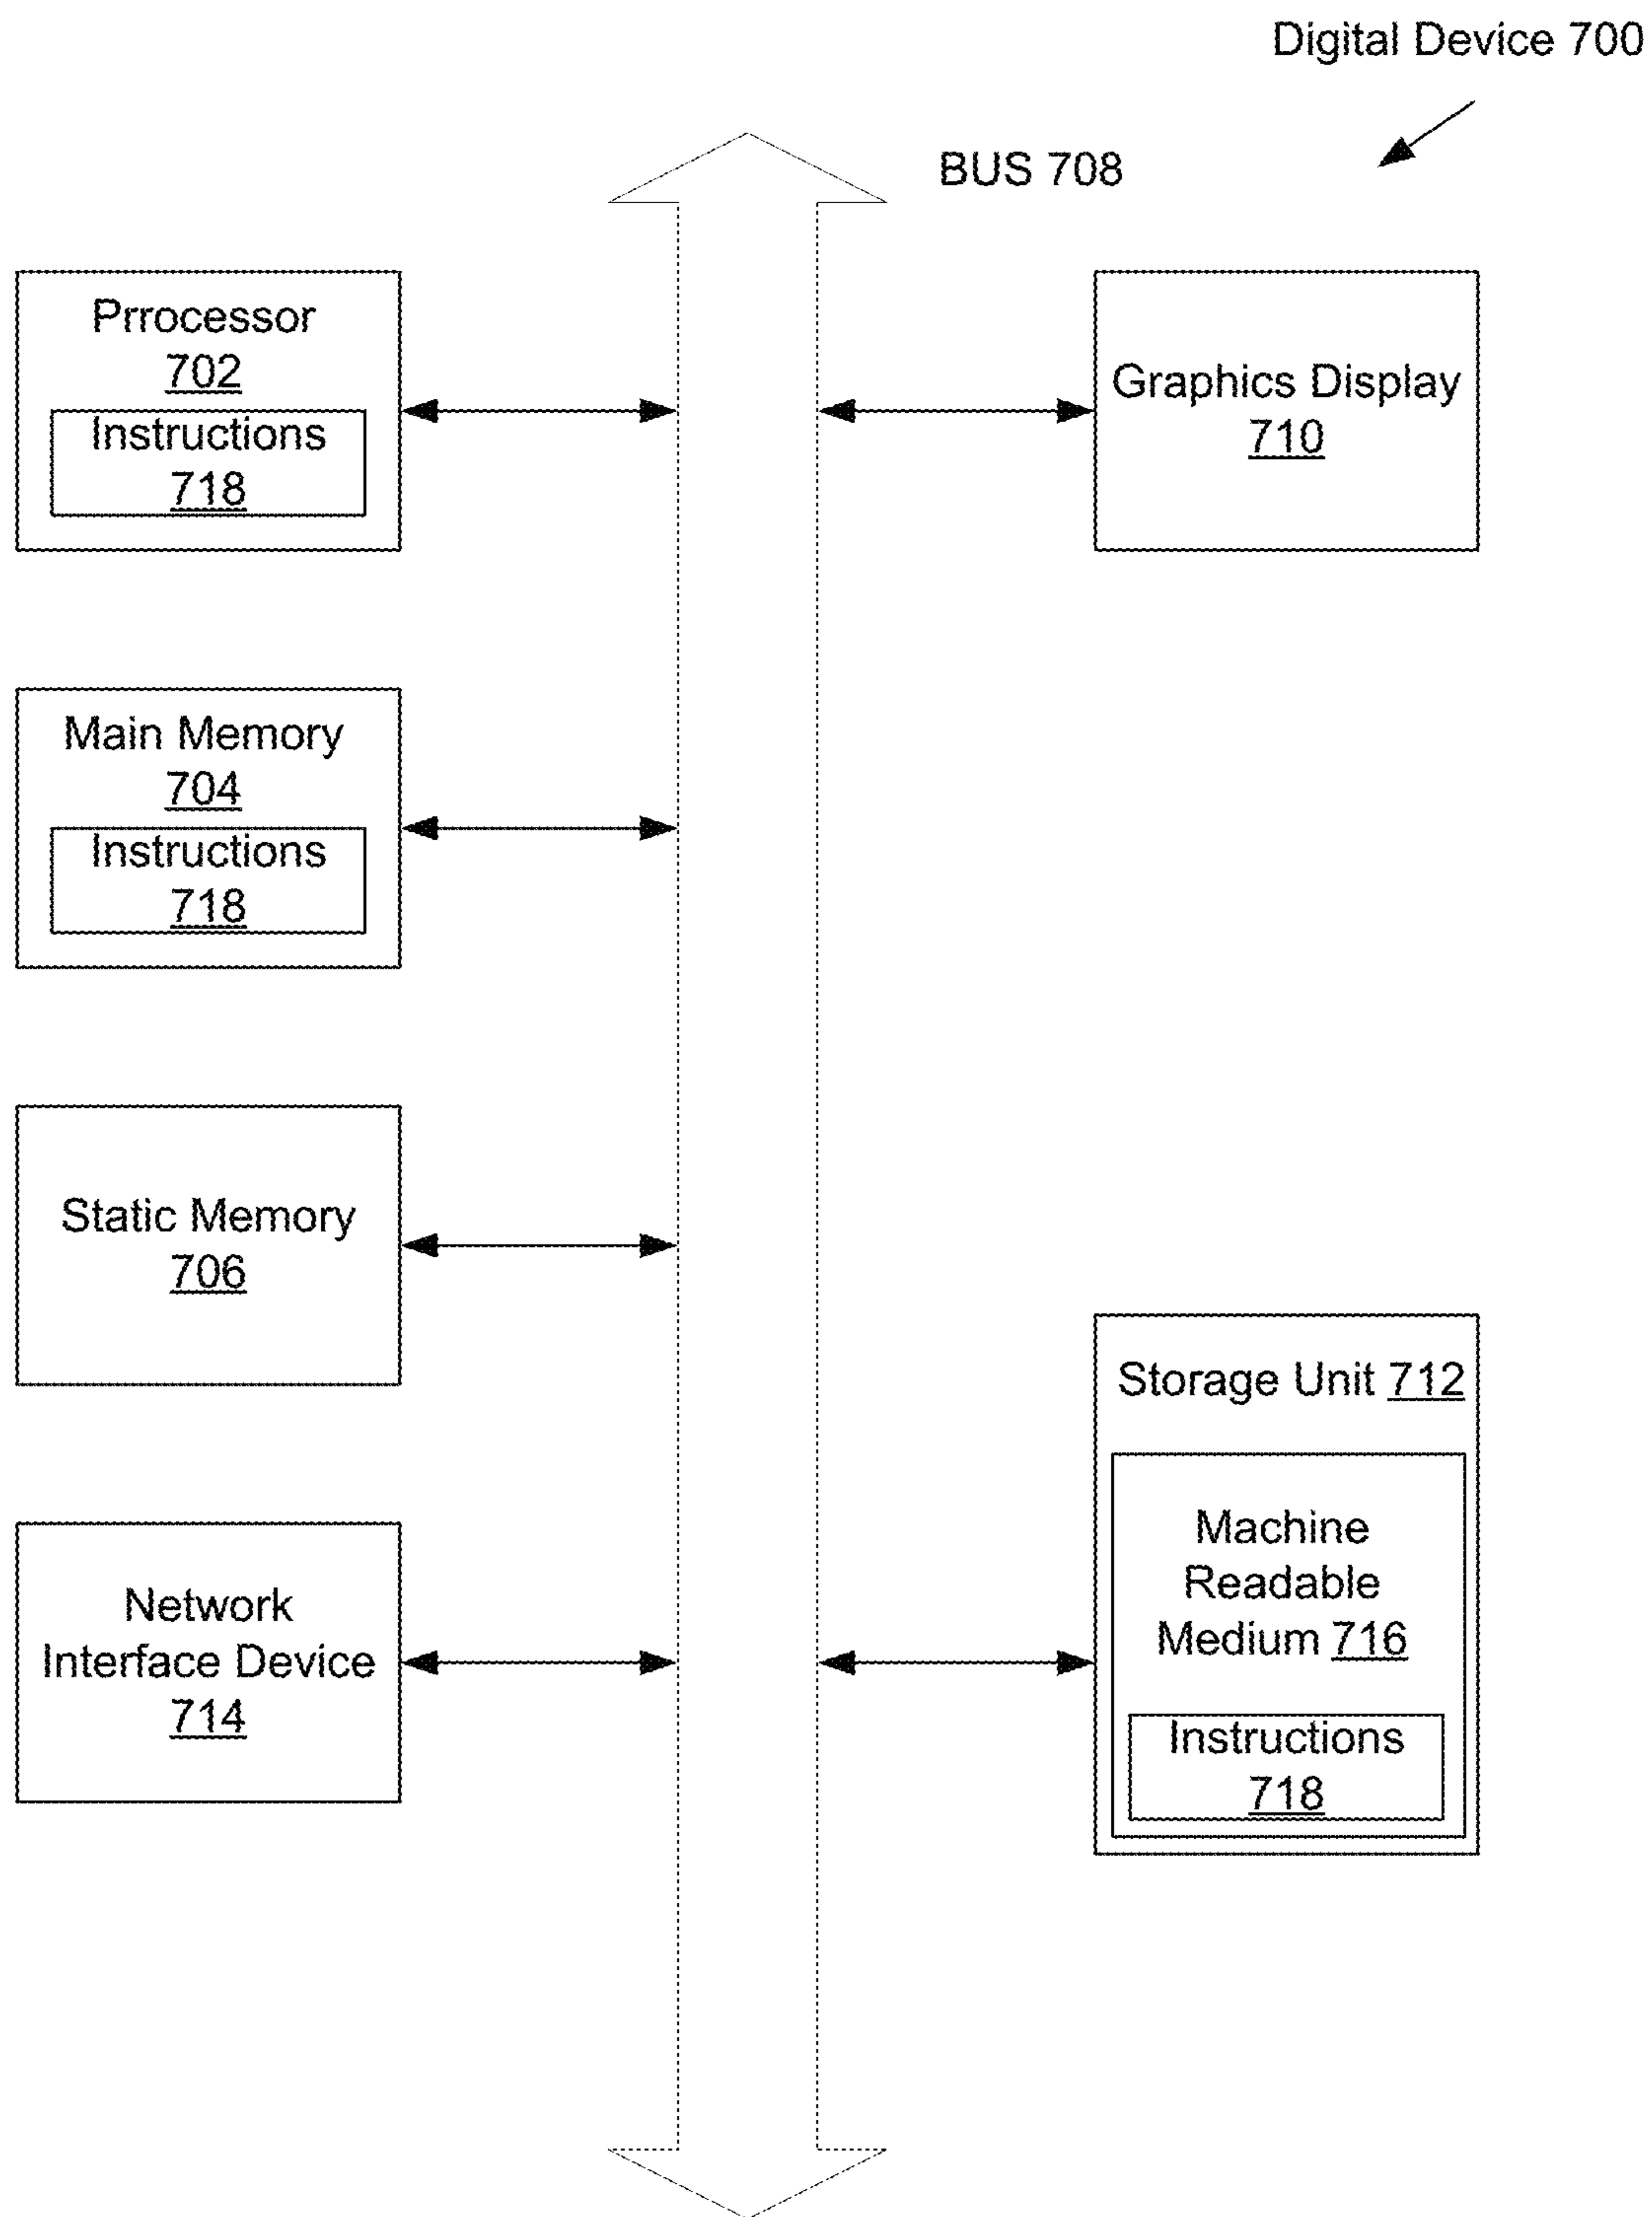 Digital Device 700
BUS 708
Prrocessor
702
Instructions
718
Graphics Display
710
Main Memory
704
Instructions
718
Static Memory
706
Storage Unit 712
Machine
Readable
Medium 716
Instructions
718
Network
Interface Device
714